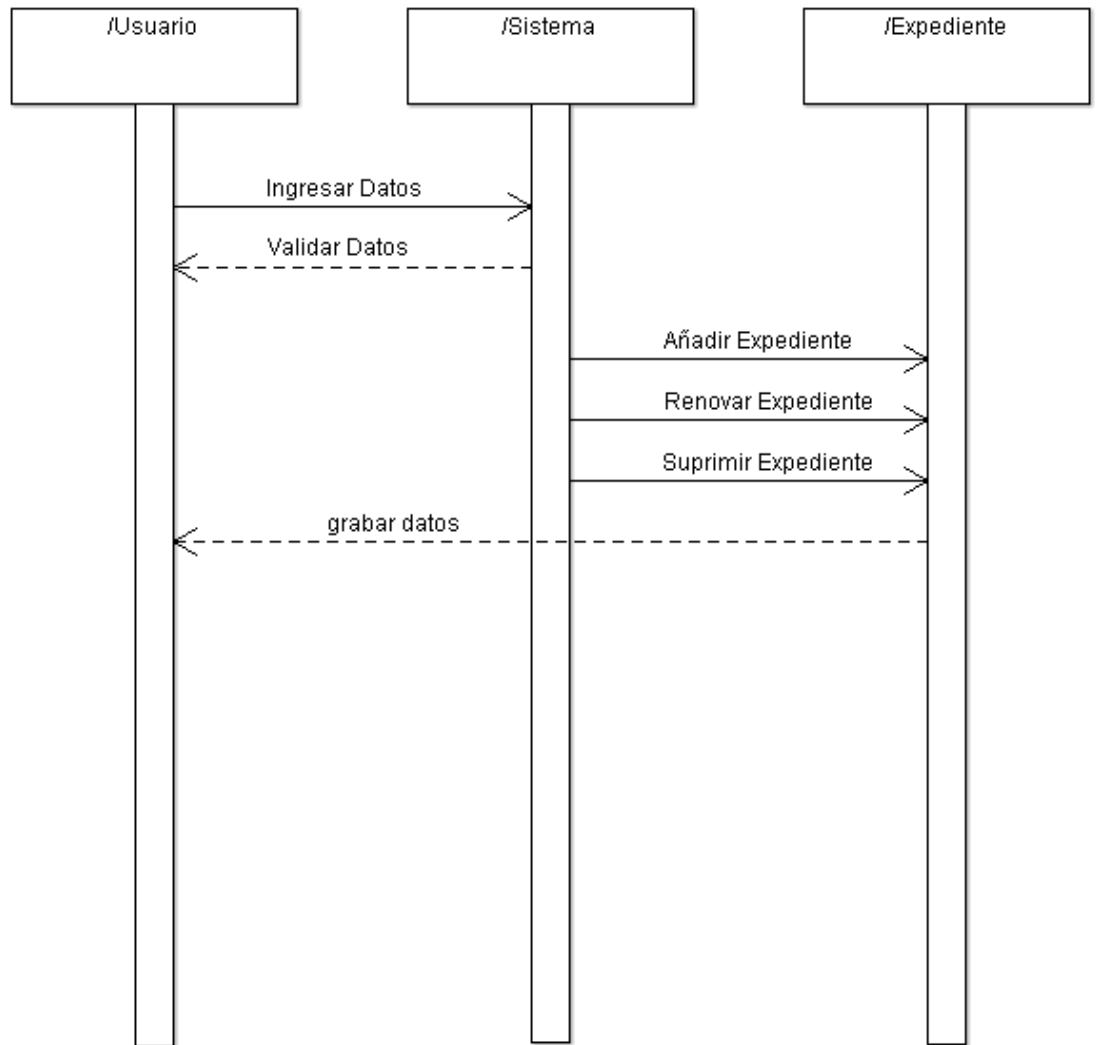 /Usuario
/Sistema
/Expediente
Ingresar Datos
Validar Datos
Añadir Expediente
Renovar Expediente
Suprimir Expediente
grabar datos